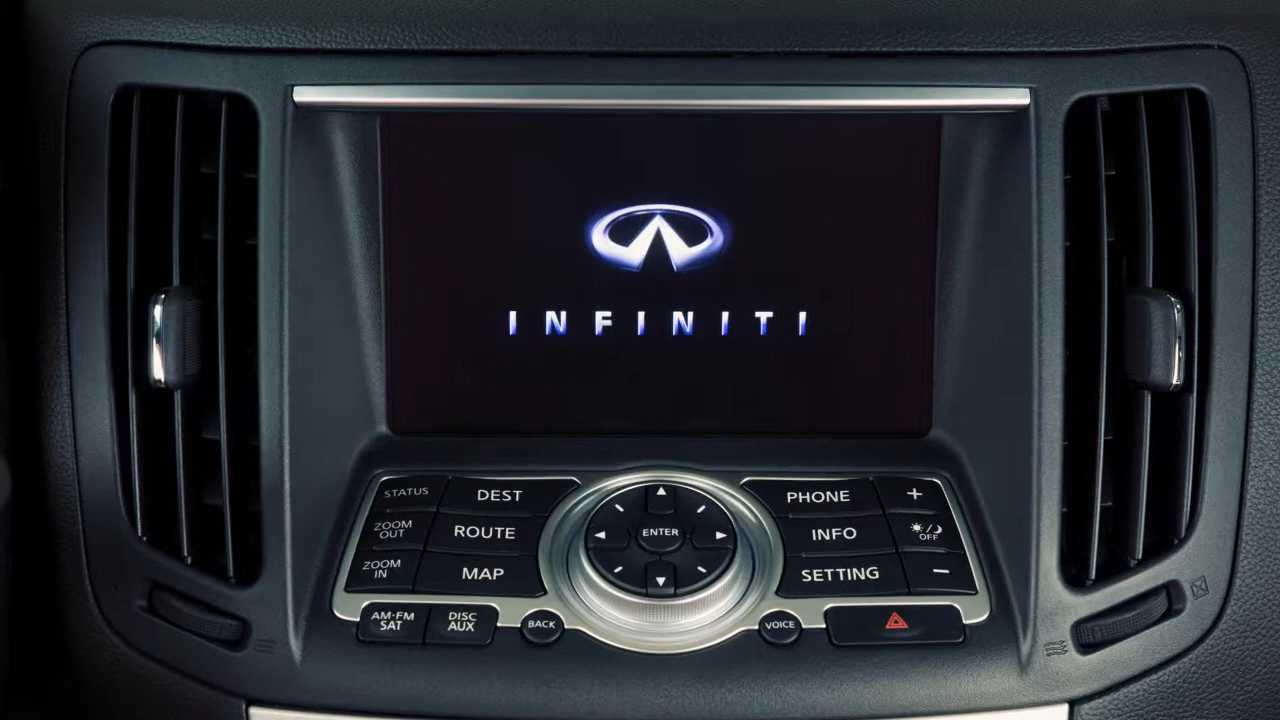 INFINITI
STATUS
DEST
ZOOM
OUT
ROUTE
ZOOM
IN
MAP
ENTER
PHONE
+
INFO
/
OFF
SETTING
−
AM·FM
SAT
DISC
AUX
BACK
VOICE